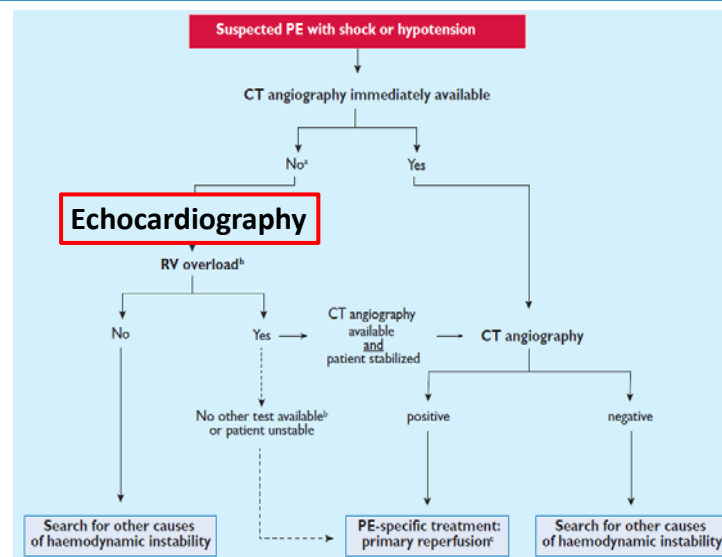 Suspected PE with shock or hypotension
CT angiography immediately available
Noᵃ
Yes
Echocardiography
RV overloadᵇ
No
Yes
CT angiography
available
and
patient stabilized
CT angiography
No other test availableᵇ
or patient unstable
positive
negative
Search for other causes
of haemodynamic instability
PE-specific treatment:
primary reperfusionᶜ
Search for other causes
of haemodynamic instability